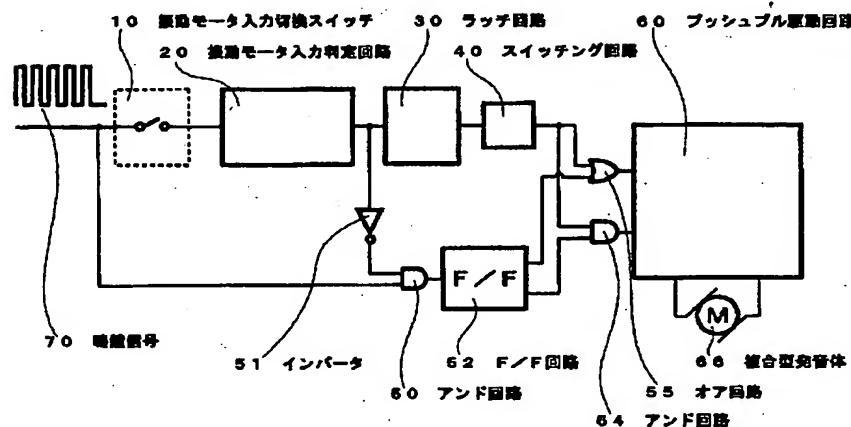 10 振動モータ入力切換スイッチ
30 ラッチ回路
60 プッシュプル駆動回路
20 振動モータ入力判定回路
40 スイッチング回路
F/F
M
70 鳴鐘信号
51 インバータ
52 F/F回路
66 複合型発音体
50 アンド回路
55 オア回路
54 アンド回路